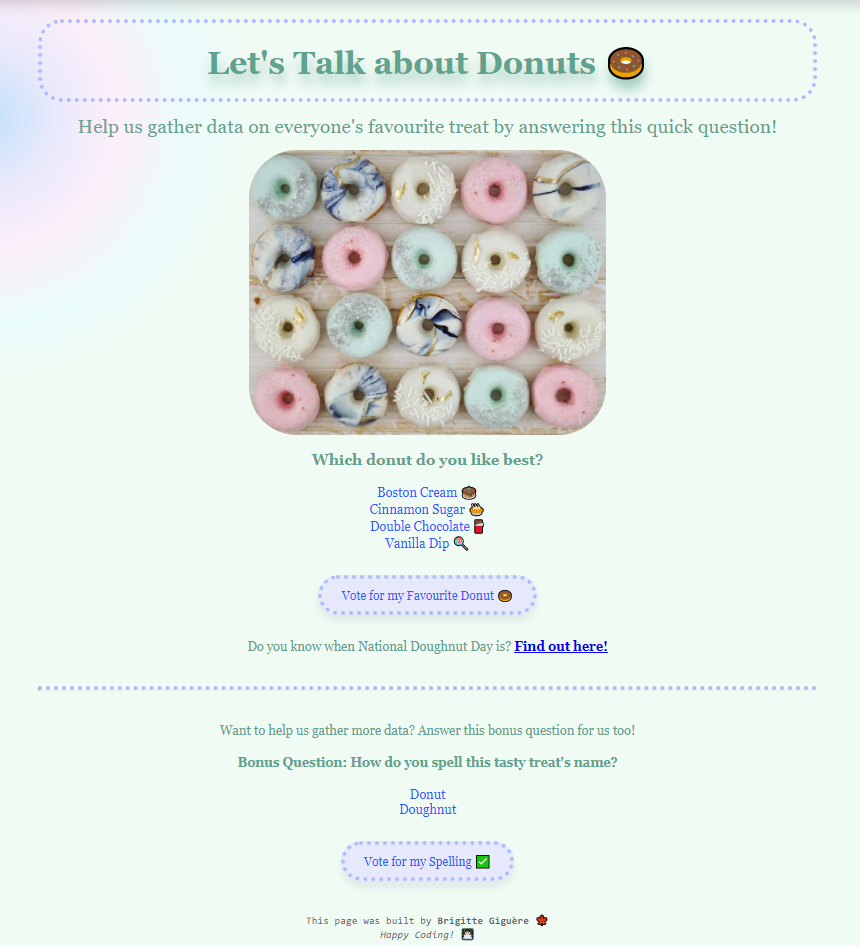 Let's Talk about Donuts 🍩
Help us gather data on everyone's favourite treat by answering this quick question!
Which donut do you like best?
Boston Cream
Cinnamon Sugar
Double Chocolate 🍫
Vanilla Dip
Vote for my Favourite Donut 🍩
Do you know when National Doughnut Day is? Find out here!
Want to help us gather more data? Answer this bonus question for us too!
Bonus Question: How do you spell this tasty treat's name?
Donut
Doughnut
Vote for my Spelling ✅
This page was built by Brigitte Giguère 🍁
Happy Coding!